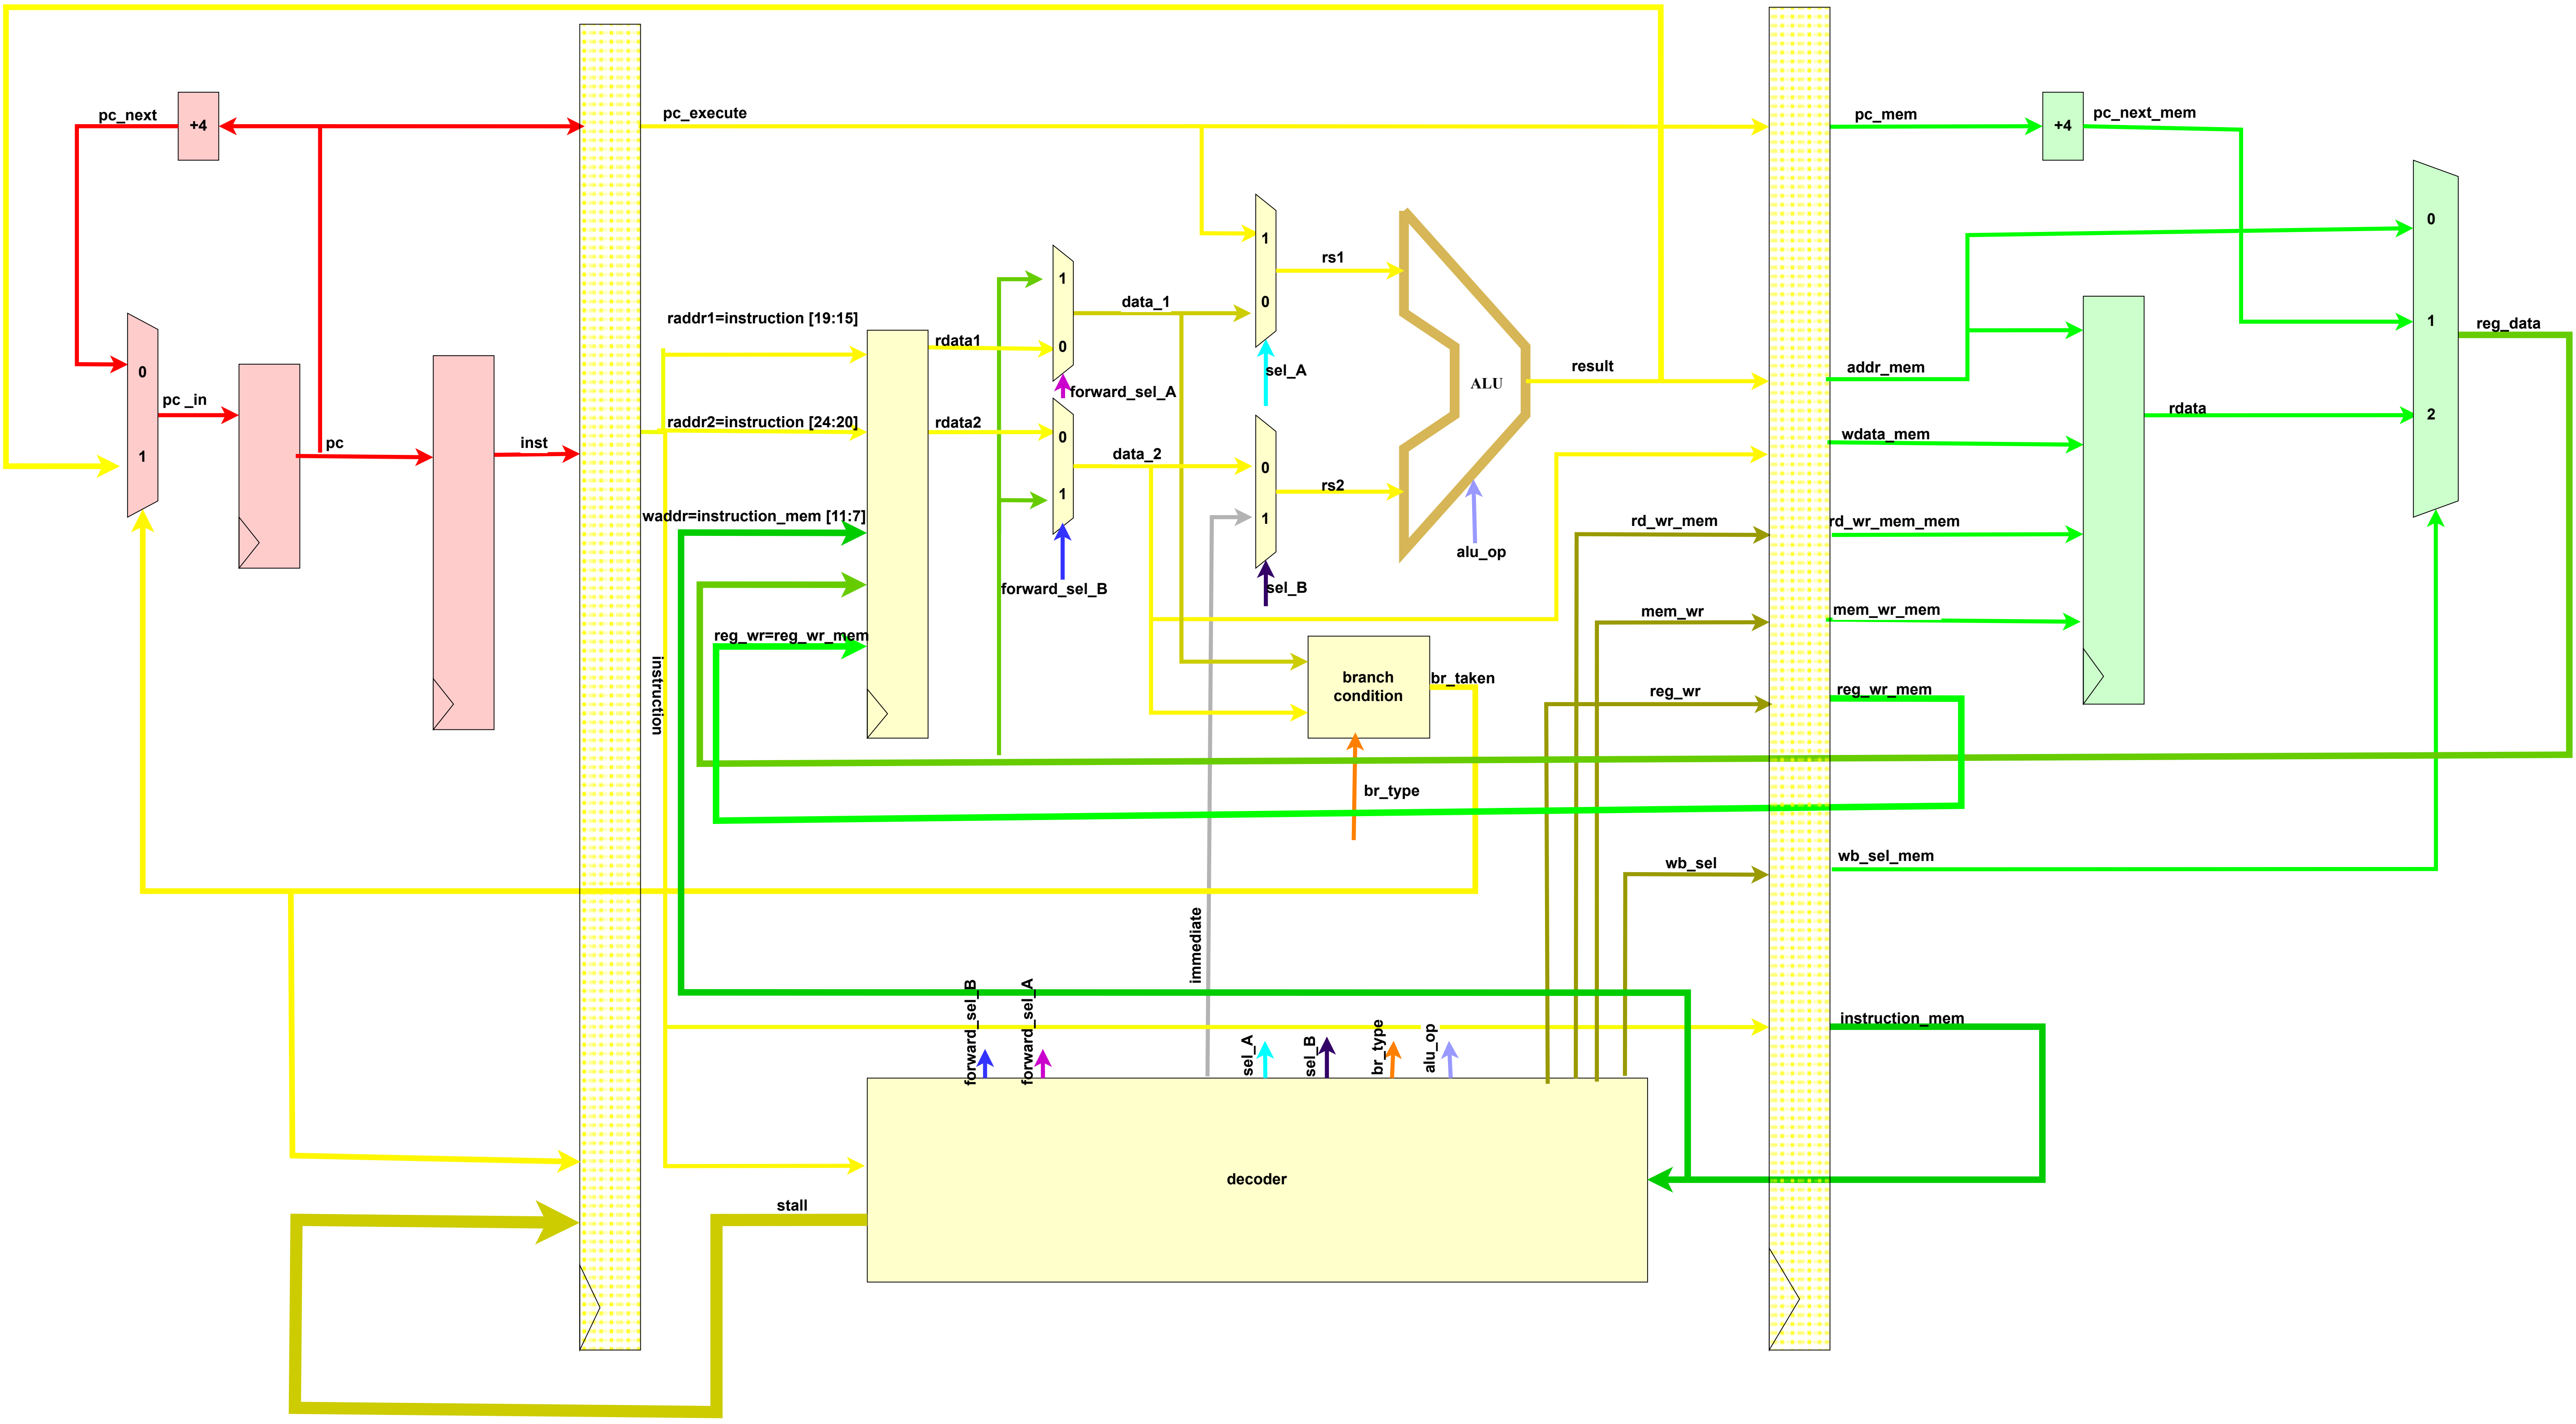 pc_next
+4
pc_execute
pc_mem
+4
pc_next_mem
0
1
2
reg_data
0
1
pc _in
pc
inst
raddr1=instruction [19:15]
raddr2=instruction [24:20]
waddr=instruction_mem [11:7]
reg_wr=reg_wr_mem
instruction
rdata1
rdata2
1
0
forward_sel_A
0
1
forward_sel_B
data_1
data_2
1
0
sel_A
0
1
sel_B
rs1
rs2
ALU
alu_op
result
branch
condition
br_taken
br_type
rd_wr_mem
mem_wr
reg_wr
wb_sel
addr_mem
wdata_mem
rd_wr_mem_mem
mem_wr_mem
reg_wr_mem
wb_sel_mem
instruction_mem
rdata
immediate
forward_sel_B
forward_sel_A
sel_A
sel_B
br_type
alu_op
decoder
stall